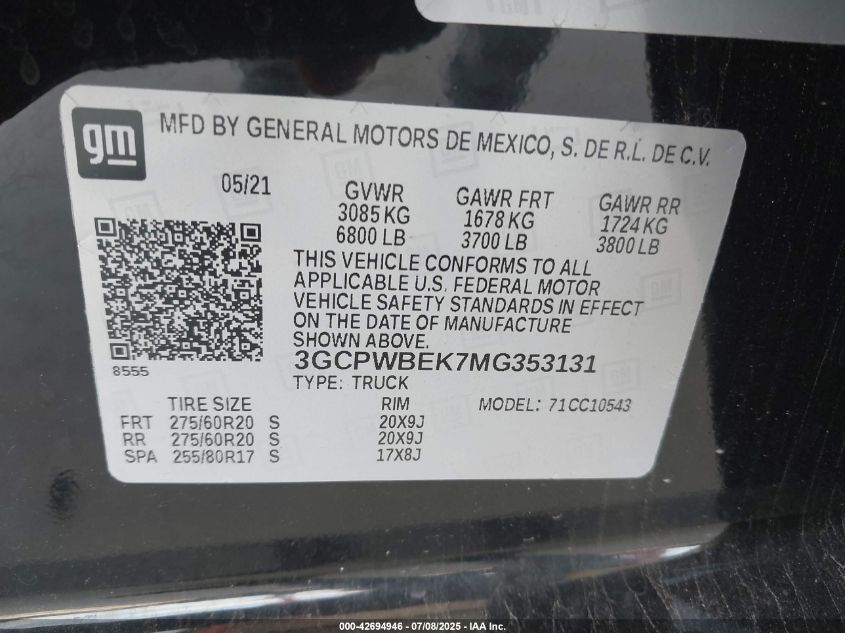 gm
MFD BY GENERAL MOTORS DE MEXICO, S. DE R.L. DE C.V.
05/21
GVWR GAWR FRT GAWR RR
3085 KG 1678 KG 1724 KG
6800 LB 3700 LB 3800 LB
THIS VEHICLE CONFORMS TO ALL
APPLICABLE U.S. FEDERAL MOTOR
VEHICLE SAFETY STANDARDS IN EFFECT
ON THE DATE OF MANUFACTURE
SHOWN ABOVE.
8555
3GCPWBEK7MG353131
TYPE: TRUCK
TIRE SIZE RIM MODEL: 71CC10543
FRT 275/60R20 S 20X9J
RR 275/60R20 S 20X9J
SPA 255/80R17 S 17X8J
000-42694946 - 07/08/2025 - IAA Inc.